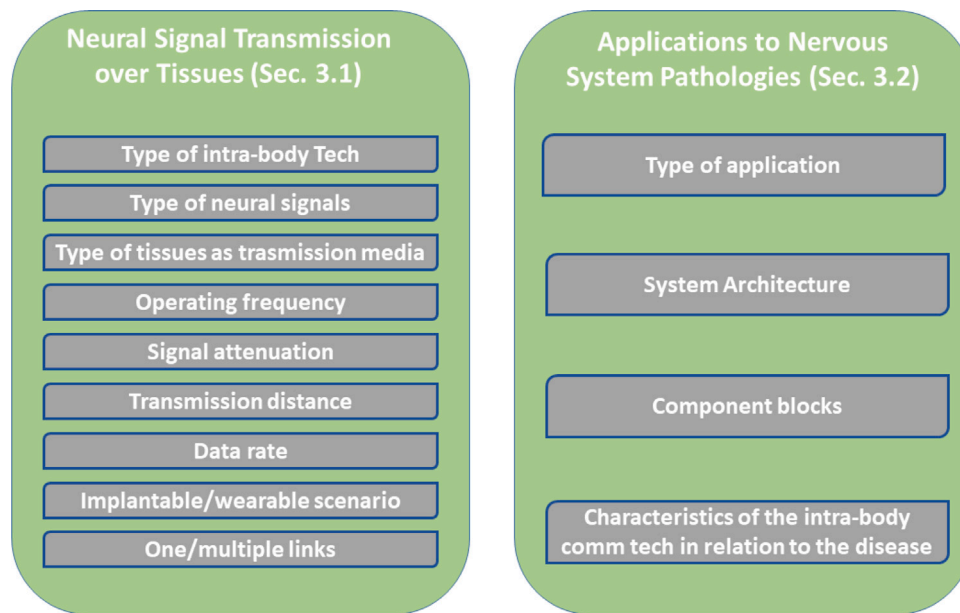 Neural Signal Transmission
over Tissues (Sec. 3.1)
Type of intra-body Tech
Type of neural signals
Type of tissues as trasmission media
Operating frequency
Signal attenuation
Transmission distance
Data rate
Implantable/wearable scenario
One/multiple links
Applications to Nervous
System Pathologies (Sec. 3.2)
Type of application
System Architecture
Component blocks
Characteristics of the intra-body
comm tech in relation to the disease